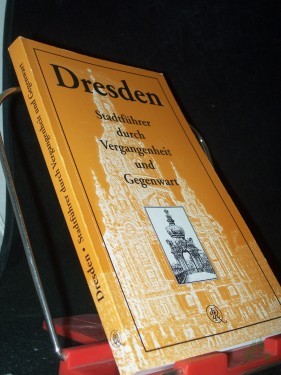 Dresden
Stadtführer
durch
Vergangenheit
und
Gegenwart
Dresden • Stadtführer durch Vergangenheit und Gegenwart